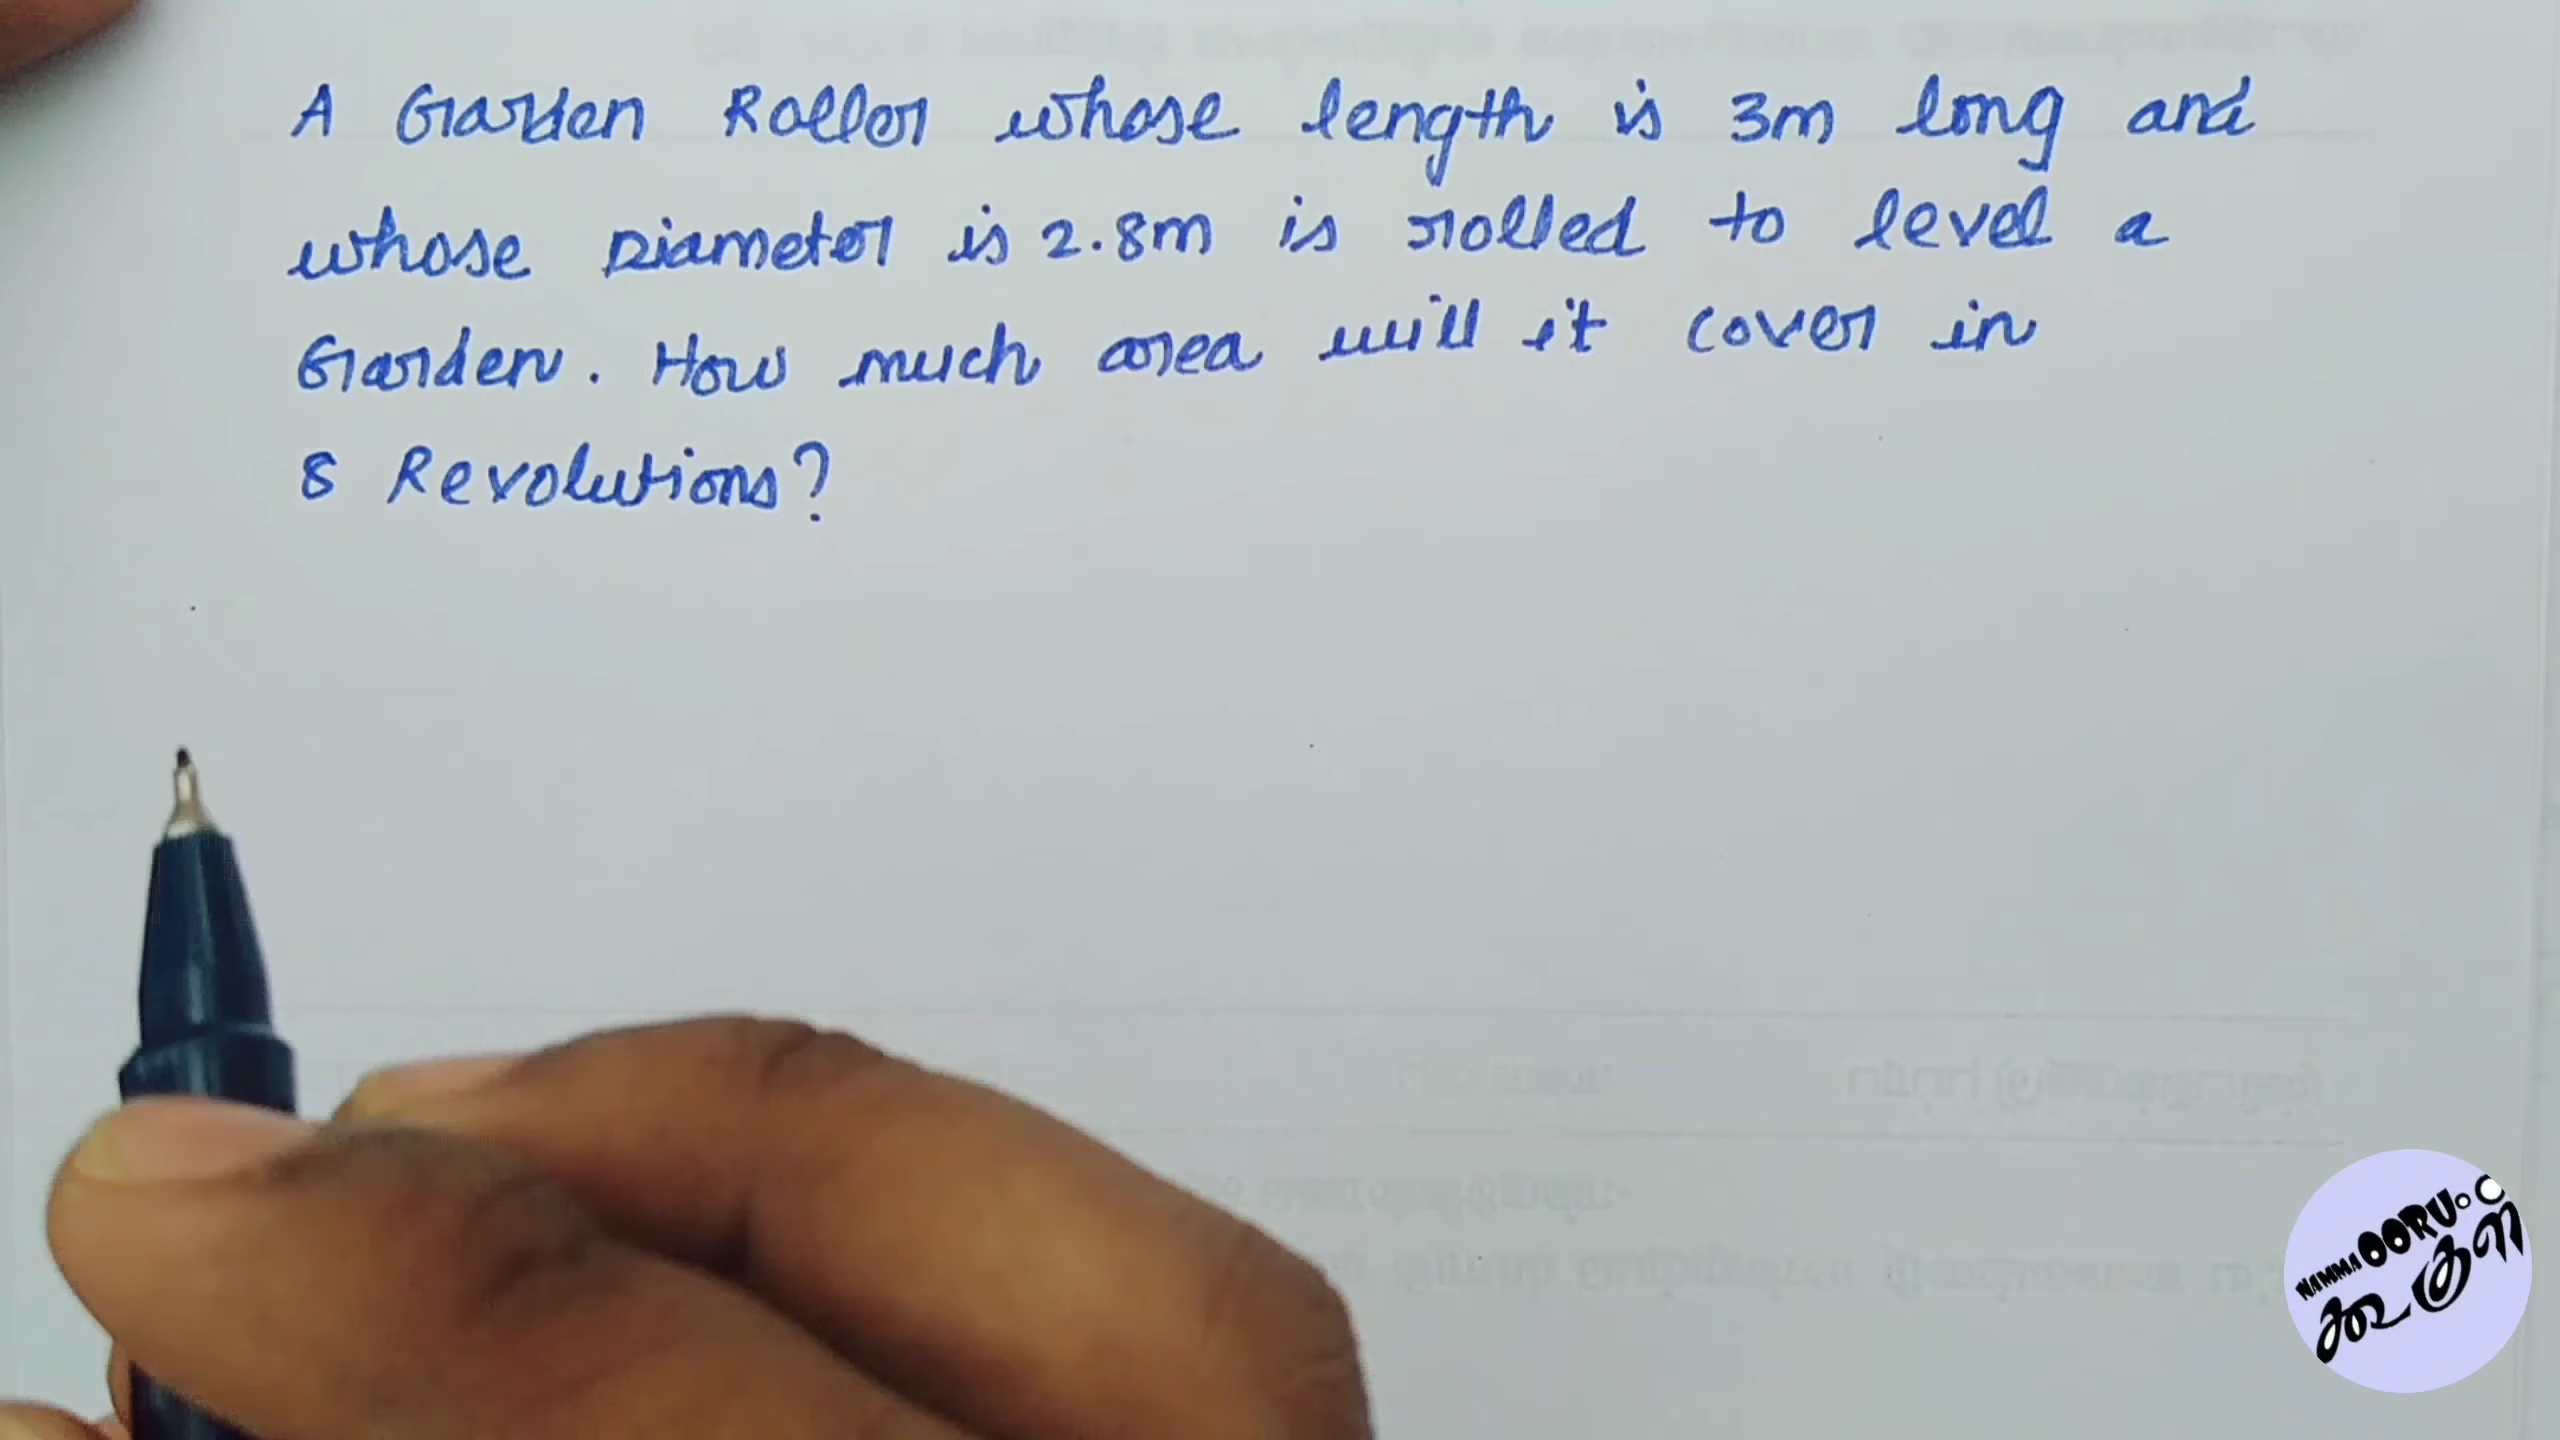 A Garden Roller whose length is 3m long and
whose Diameter is 2.8m is rolled to level a
Garden. How much area will it cover in
8 Revolutions?
NAMMA OORU